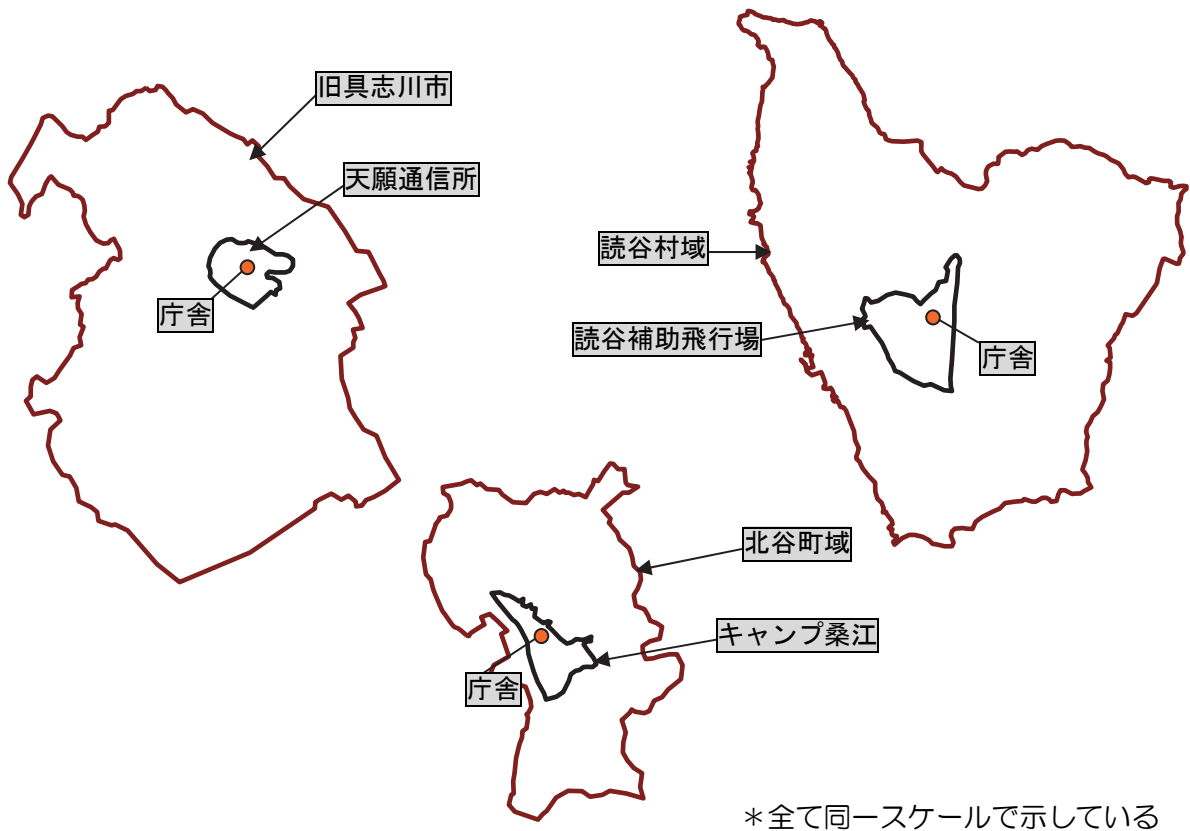 旧具志川市
天願通信所
庁舎
読谷村域
読谷補助飛行場
庁舎
北谷町域
キャンプ桑江
庁舎
＊全て同一スケールで示している